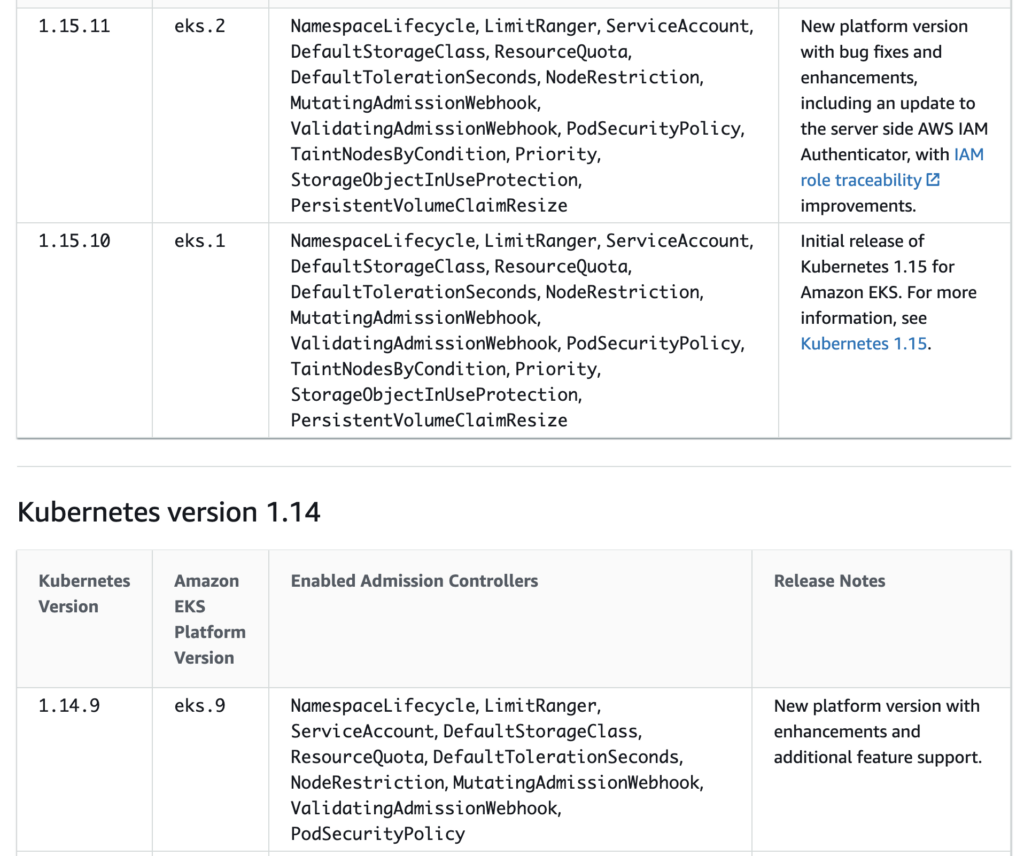 1.15.11
eks.2
NamespaceLifecycle, LimitRanger, ServiceAccount,
DefaultStorageClass, ResourceQuota,
DefaultTolerationSeconds, NodeRestriction,
MutatingAdmissionWebhook,
ValidatingAdmissionWebhook, PodSecurityPolicy,
TaintNodesByCondition, Priority,
StorageObjectInUseProtection,
PersistentVolumeClaimResize
New platform version
with bug fixes and
enhancements,
including an update to
the server side AWS IAM
Authenticator, with IAM
role traceability
improvements.
1.15.10
eks.1
NamespaceLifecycle, LimitRanger, ServiceAccount,
DefaultStorageClass, ResourceQuota,
DefaultTolerationSeconds, NodeRestriction,
MutatingAdmissionWebhook,
ValidatingAdmissionWebhook, PodSecurityPolicy,
TaintNodesByCondition, Priority,
StorageObjectInUseProtection,
PersistentVolumeClaimResize
Initial release of
Kubernetes 1.15 for
Amazon EKS. For more
information, see
Kubernetes 1.15.
Kubernetes version 1.14
Kubernetes
Version
Amazon
EKS
Platform
Version
Enabled Admission Controllers
Release Notes
1.14.9
eks.9
NamespaceLifecycle, LimitRanger,
ServiceAccount, DefaultStorageClass,
ResourceQuota, DefaultTolerationSeconds,
NodeRestriction, MutatingAdmissionWebhook,
ValidatingAdmissionWebhook,
PodSecurityPolicy
New platform version with
enhancements and
additional feature support.